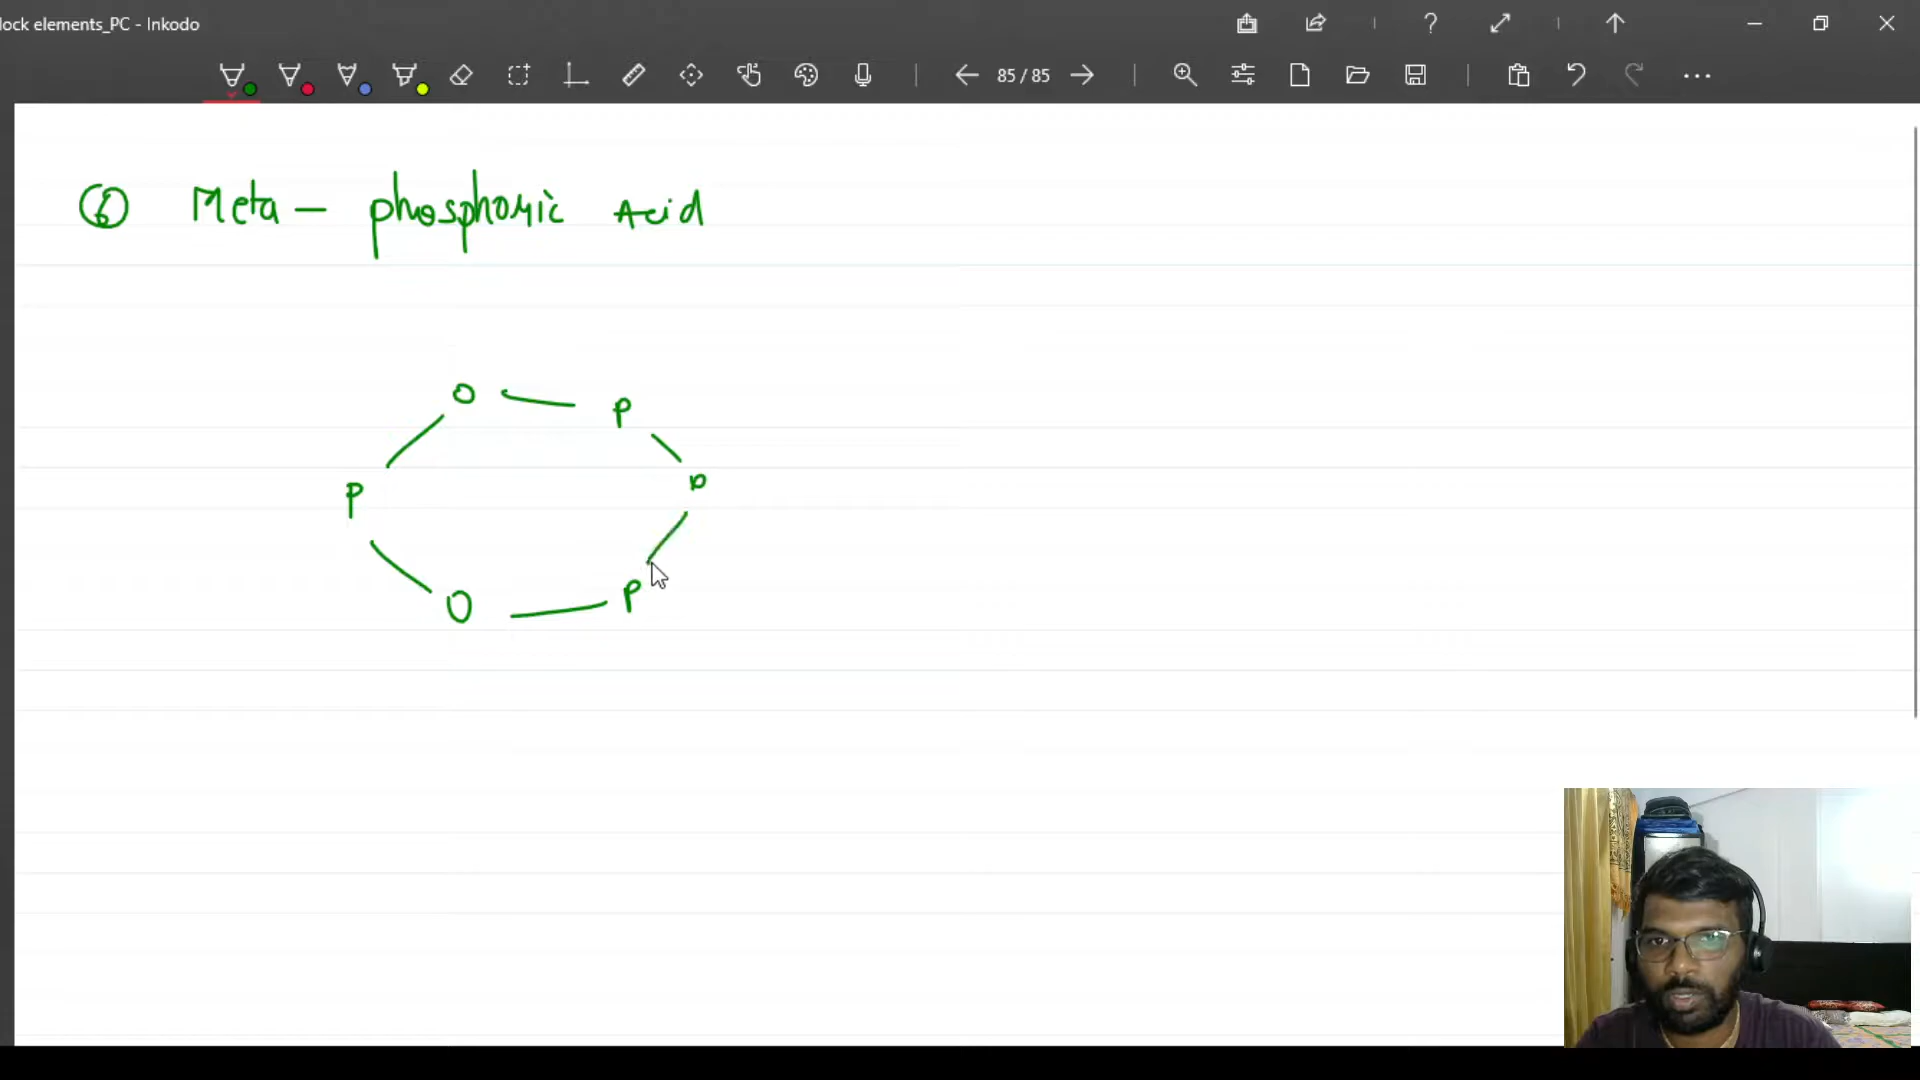 lock elements_PC - Inkodo
85 / 85
⑥ Meta - phosphoric Acid
O P
P O
O P